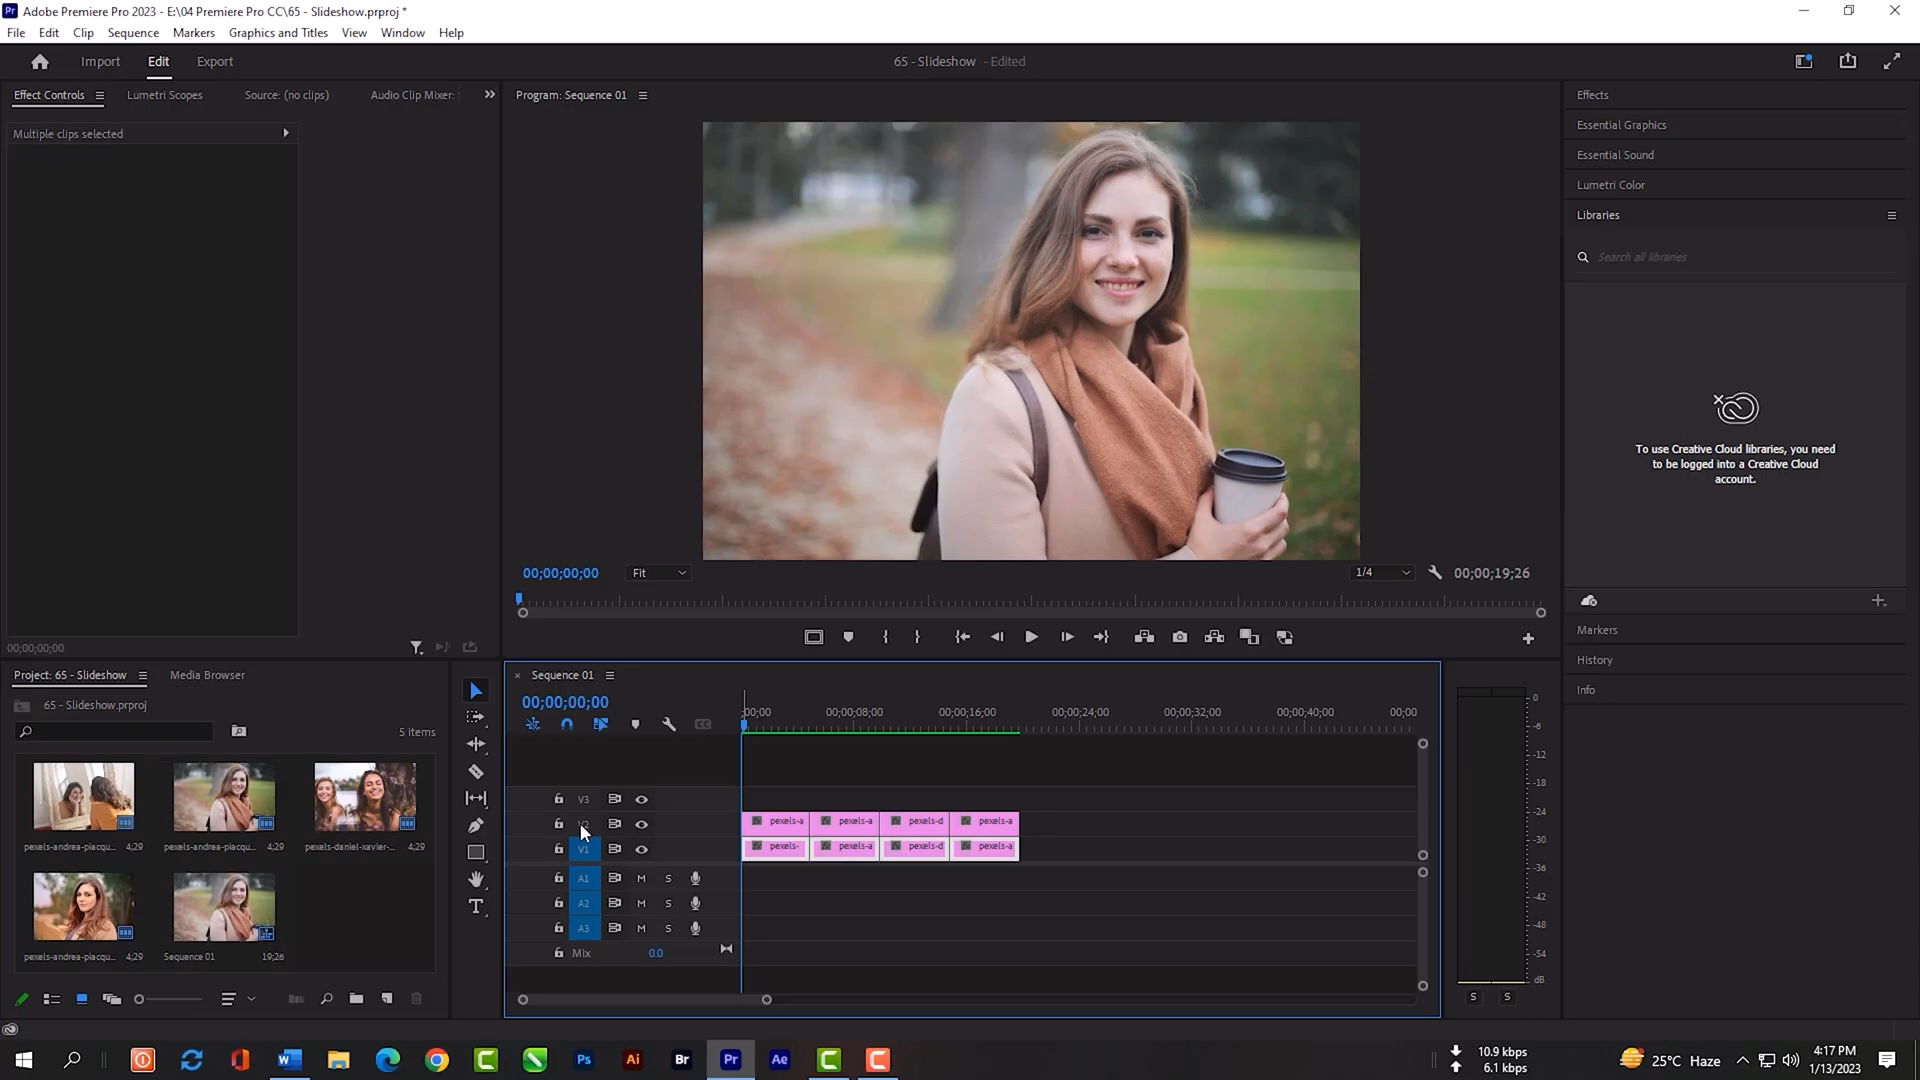 Adobe Premiere Pro 2023 - E:\04 Premiere Pro CC\65 - Slideshow.prproj *
File Edit Clip Sequence Markers Graphics and Titles View Window Help
Import Edit Export
65 - Slideshow - Edited
Effect Controls
Lumetri Scopes
Source: (no clips)
Audio Clip Mixer:
Program: Sequence 01
Multiple clips selected
00;00;00;00
00;00;00;00
Fit
1/4
00;00;19;26
Effects
Essential Graphics
Essential Sound
Lumetri Color
Libraries
Search all libraries
To use Creative Cloud libraries, you need
to be logged into a Creative Cloud
account.
Markers
History
Info
Project: 65 - Slideshow
Media Browser
65 - Slideshow.prproj
5 items
pexels-andrea-piacqu... 4;29
pexels-andrea-piacqu... 4;29
pexels-daniel-xavier-... 4;29
pexels-andrea-piacqu... 4;29
Sequence 01 19;26
Sequence 01
00;00;00;00
;00;00 00;00;08;00 00;00;16;00 00;00;24;00 00;00;32;00 00;00;40;00 00;00
V3
pexels-a pexels-a pexels-d pexels-a
V1
pexels- pexels-a pexels-d pexels-a
A1 M S
A2 M S
A3 M S
Mix 0.0
0
-6
-12
-18
-24
-30
-36
-42
-48
-54
dB
S S
Ps Ai Br Pr Ae
10.9 kbps
6.1 kbps
25°C Haze
4:17 PM
1/13/2023